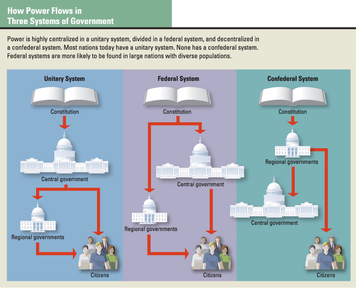 How Power Flows in
Three Systems of Government
Power is highly centralized in a unitary system, divided in a federal system, and decentralized in
a confederal system. Most nations today have a unitary system. None has a confederal system.
Federal systems are more likely to be found in large nations with diverse populations.
Unitary System
Constitution
Central government
Regional governments
Citizens
Federal System
Constitution
Central government
Regional governments
Citizens
Confederal System
Constitution
Regional governments
Central government
Citizens